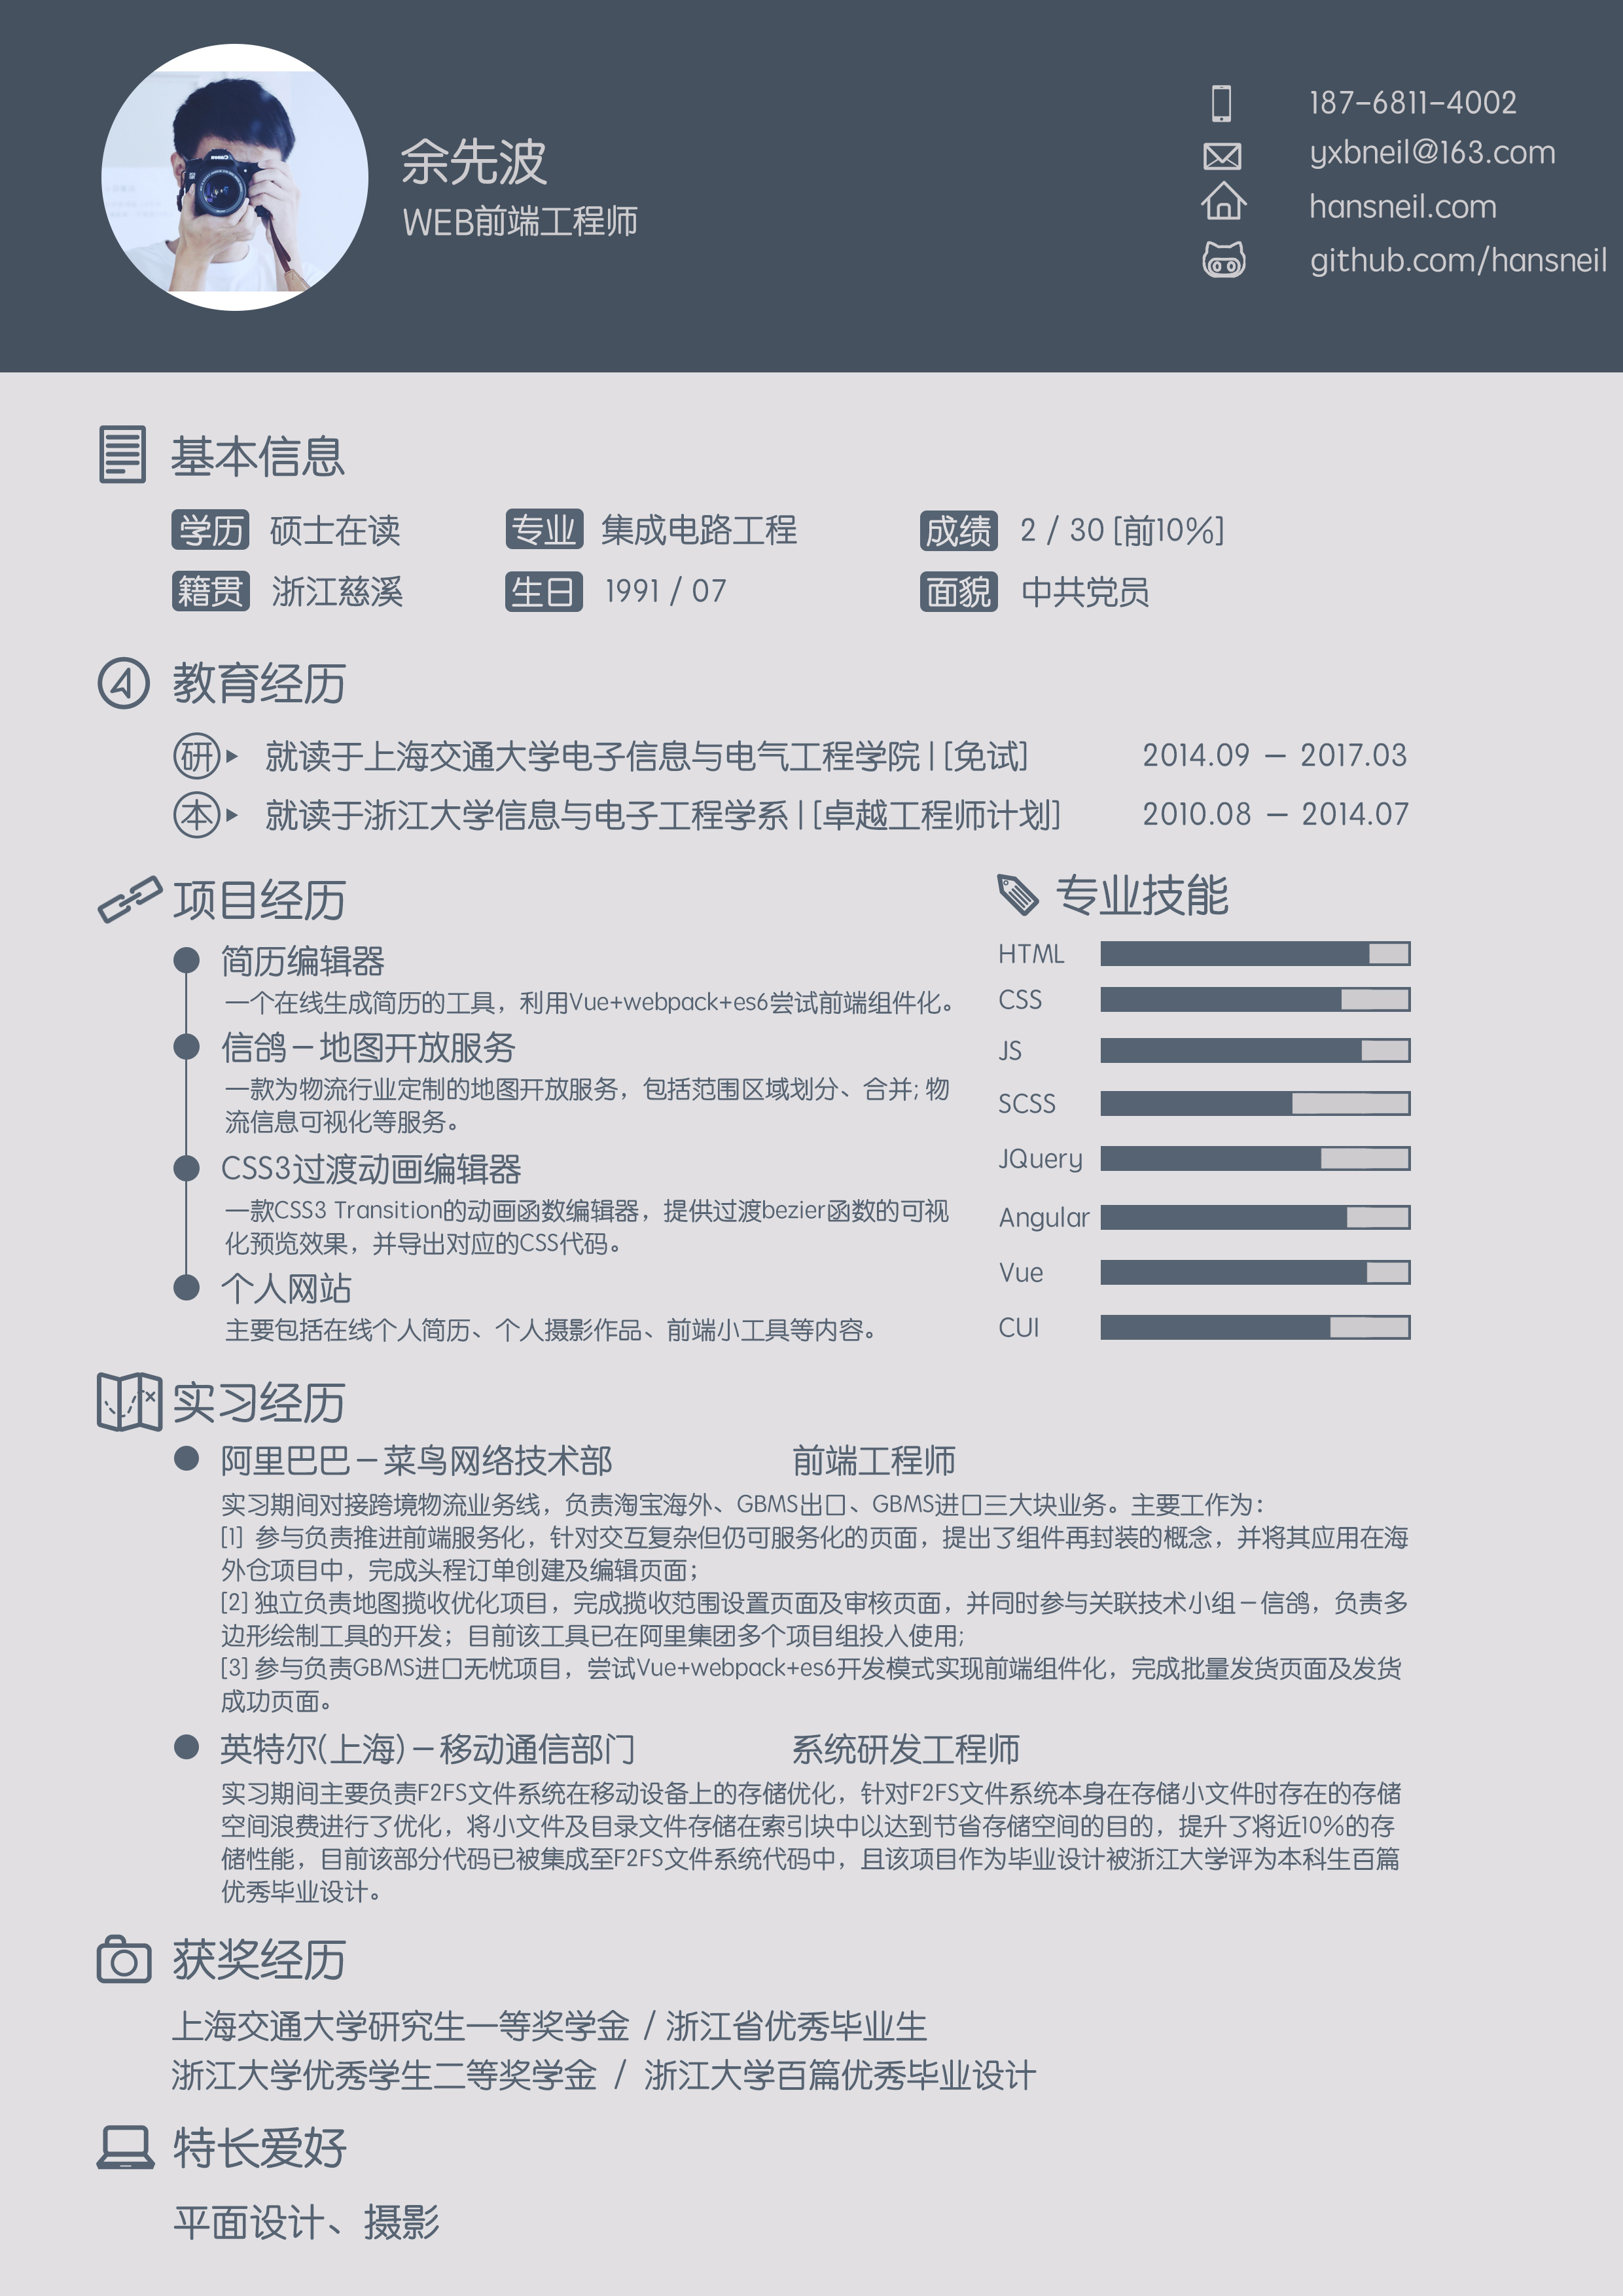 余先波
WEB前端工程师
187-6811-4002
yxbneil@163.com
hansneil.com
github.com/hansneil
基本信息
学历 硕士在读 专业 集成电路工程 成绩 2 / 30 [前10%]
籍贯 浙江慈溪 生日 1991 / 07 面貌 中共党员
教育经历
研 就读于上海交通大学电子信息与电气工程学院 | [免试] 2014.09 — 2017.03
本 就读于浙江大学信息与电子工程学系 | [卓越工程师计划] 2010.08 — 2014.07
项目经历
简历编辑器
一个在线生成简历的工具，利用Vue+webpack+es6尝试前端组件化。
信鸽－地图开放服务
一款为物流行业定制的地图开放服务，包括范围区域划分、合并; 物
流信息可视化等服务。
CSS3过渡动画编辑器
一款CSS3 Transition的动画函数编辑器，提供过渡bezier函数的可视
化预览效果，并导出对应的CSS代码。
个人网站
主要包括在线个人简历、个人摄影作品、前端小工具等内容。
专业技能
HTML
CSS
JS
SCSS
JQuery
Angular
Vue
CUI
实习经历
阿里巴巴－菜鸟网络技术部 前端工程师
实习期间对接跨境物流业务线，负责淘宝海外、GBMS出口、GBMS进口三大块业务。主要工作为：
[1] 参与负责推进前端服务化，针对交互复杂但仍可服务化的页面，提出了组件再封装的概念，并将其应用在海
外仓项目中，完成头程订单创建及编辑页面；
[2] 独立负责地图揽收优化项目，完成揽收范围设置页面及审核页面，并同时参与关联技术小组－信鸽，负责多
边形绘制工具的开发；目前该工具已在阿里集团多个项目组投入使用;
[3] 参与负责GBMS进口无忧项目，尝试Vue+webpack+es6开发模式实现前端组件化，完成批量发货页面及发货
成功页面。
英特尔(上海)－移动通信部门 系统研发工程师
实习期间主要负责F2FS文件系统在移动设备上的存储优化，针对F2FS文件系统本身在存储小文件时存在的存储
空间浪费进行了优化，将小文件及目录文件存储在索引块中以达到节省存储空间的目的，提升了将近10%的存
储性能，目前该部分代码已被集成至F2FS文件系统代码中，且该项目作为毕业设计被浙江大学评为本科生百篇
优秀毕业设计。
获奖经历
上海交通大学研究生一等奖学金 / 浙江省优秀毕业生
浙江大学优秀学生二等奖学金 / 浙江大学百篇优秀毕业设计
特长爱好
平面设计、摄影